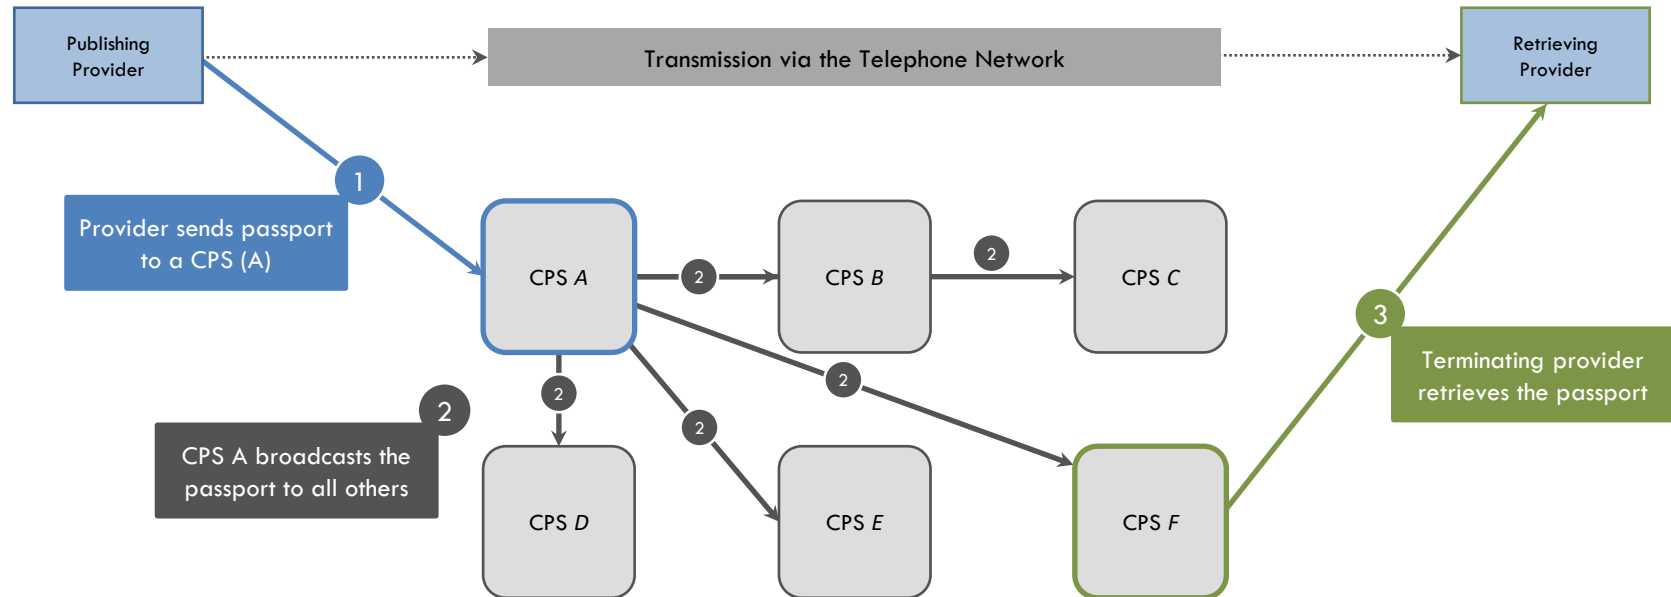 Publishing
Provider
Transmission via the Telephone Network
Retrieving
Provider
1
Provider sends passport
to a CPS (A)
CPS A
2
CPS B
2
CPS C
3
Terminating provider
retrieves the passport
2
2
2
2
CPS A broadcasts the
passport to all others
CPS D
CPS E
CPS F